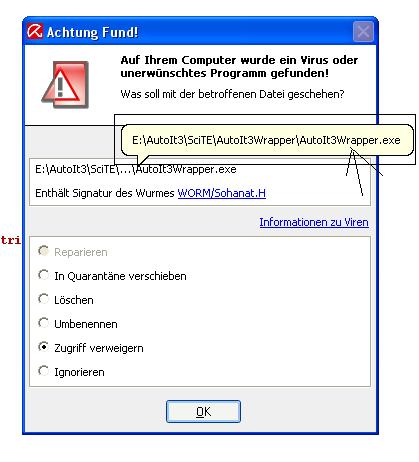 Achtung Fund!
Auf Ihrem Computer wurde ein Virus oder
unerwünschtes Programm gefunden!
Was soll mit der betroffenen Datei geschehen?
E:\AutoIt3\SciTE\AutoIt3Wrapper\AutoIt3Wrapper.exe
E:\AutoIt3\SciTE\...\AutoIt3Wrapper.exe
Enthält Signatur des Wurmes WORM/Sohanat.H
Informationen zu Viren
tri
Reparieren
In Quarantäne verschieben
Löschen
Umbenennen
Zugriff verweigern
Ignorieren
OK